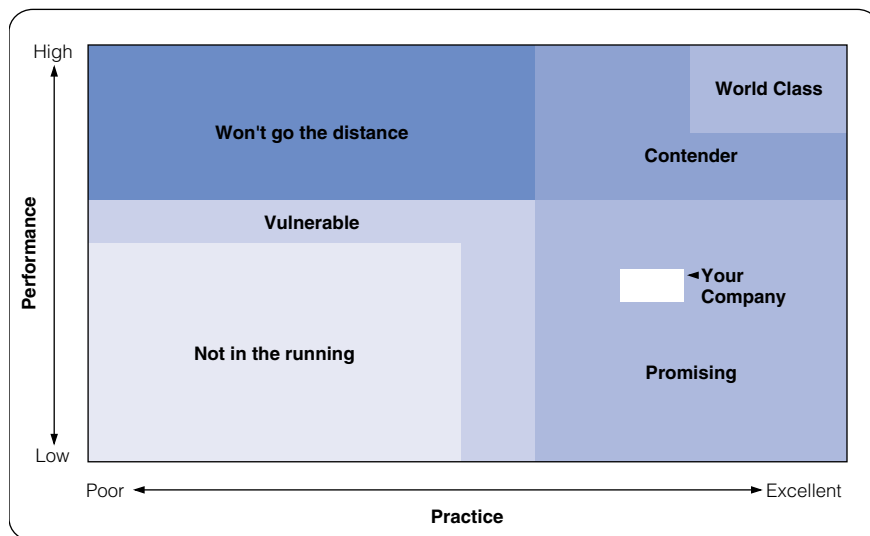 High
World Class
Won't go the distance
Contender
Vulnerable
Performance
Your
Company
Not in the running
Promising
Low
Poor
Excellent
Practice